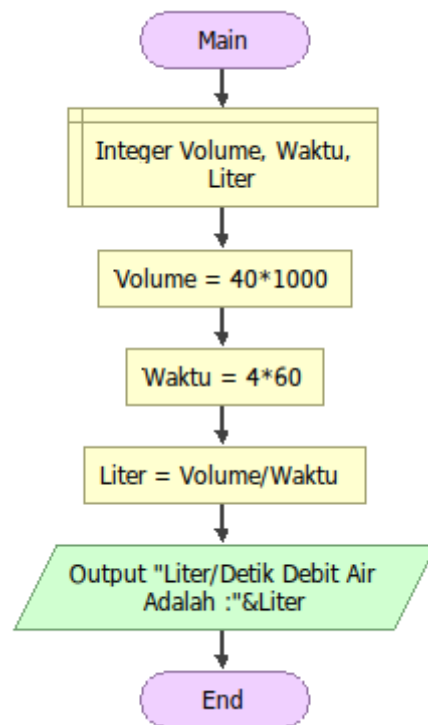 Main
Integer Volume, Waktu,
Liter
Volume = 40*1000
Waktu = 4*60
Liter = Volume/Waktu
Output "Liter/Detik Debit Air
Adalah :"&Liter
End